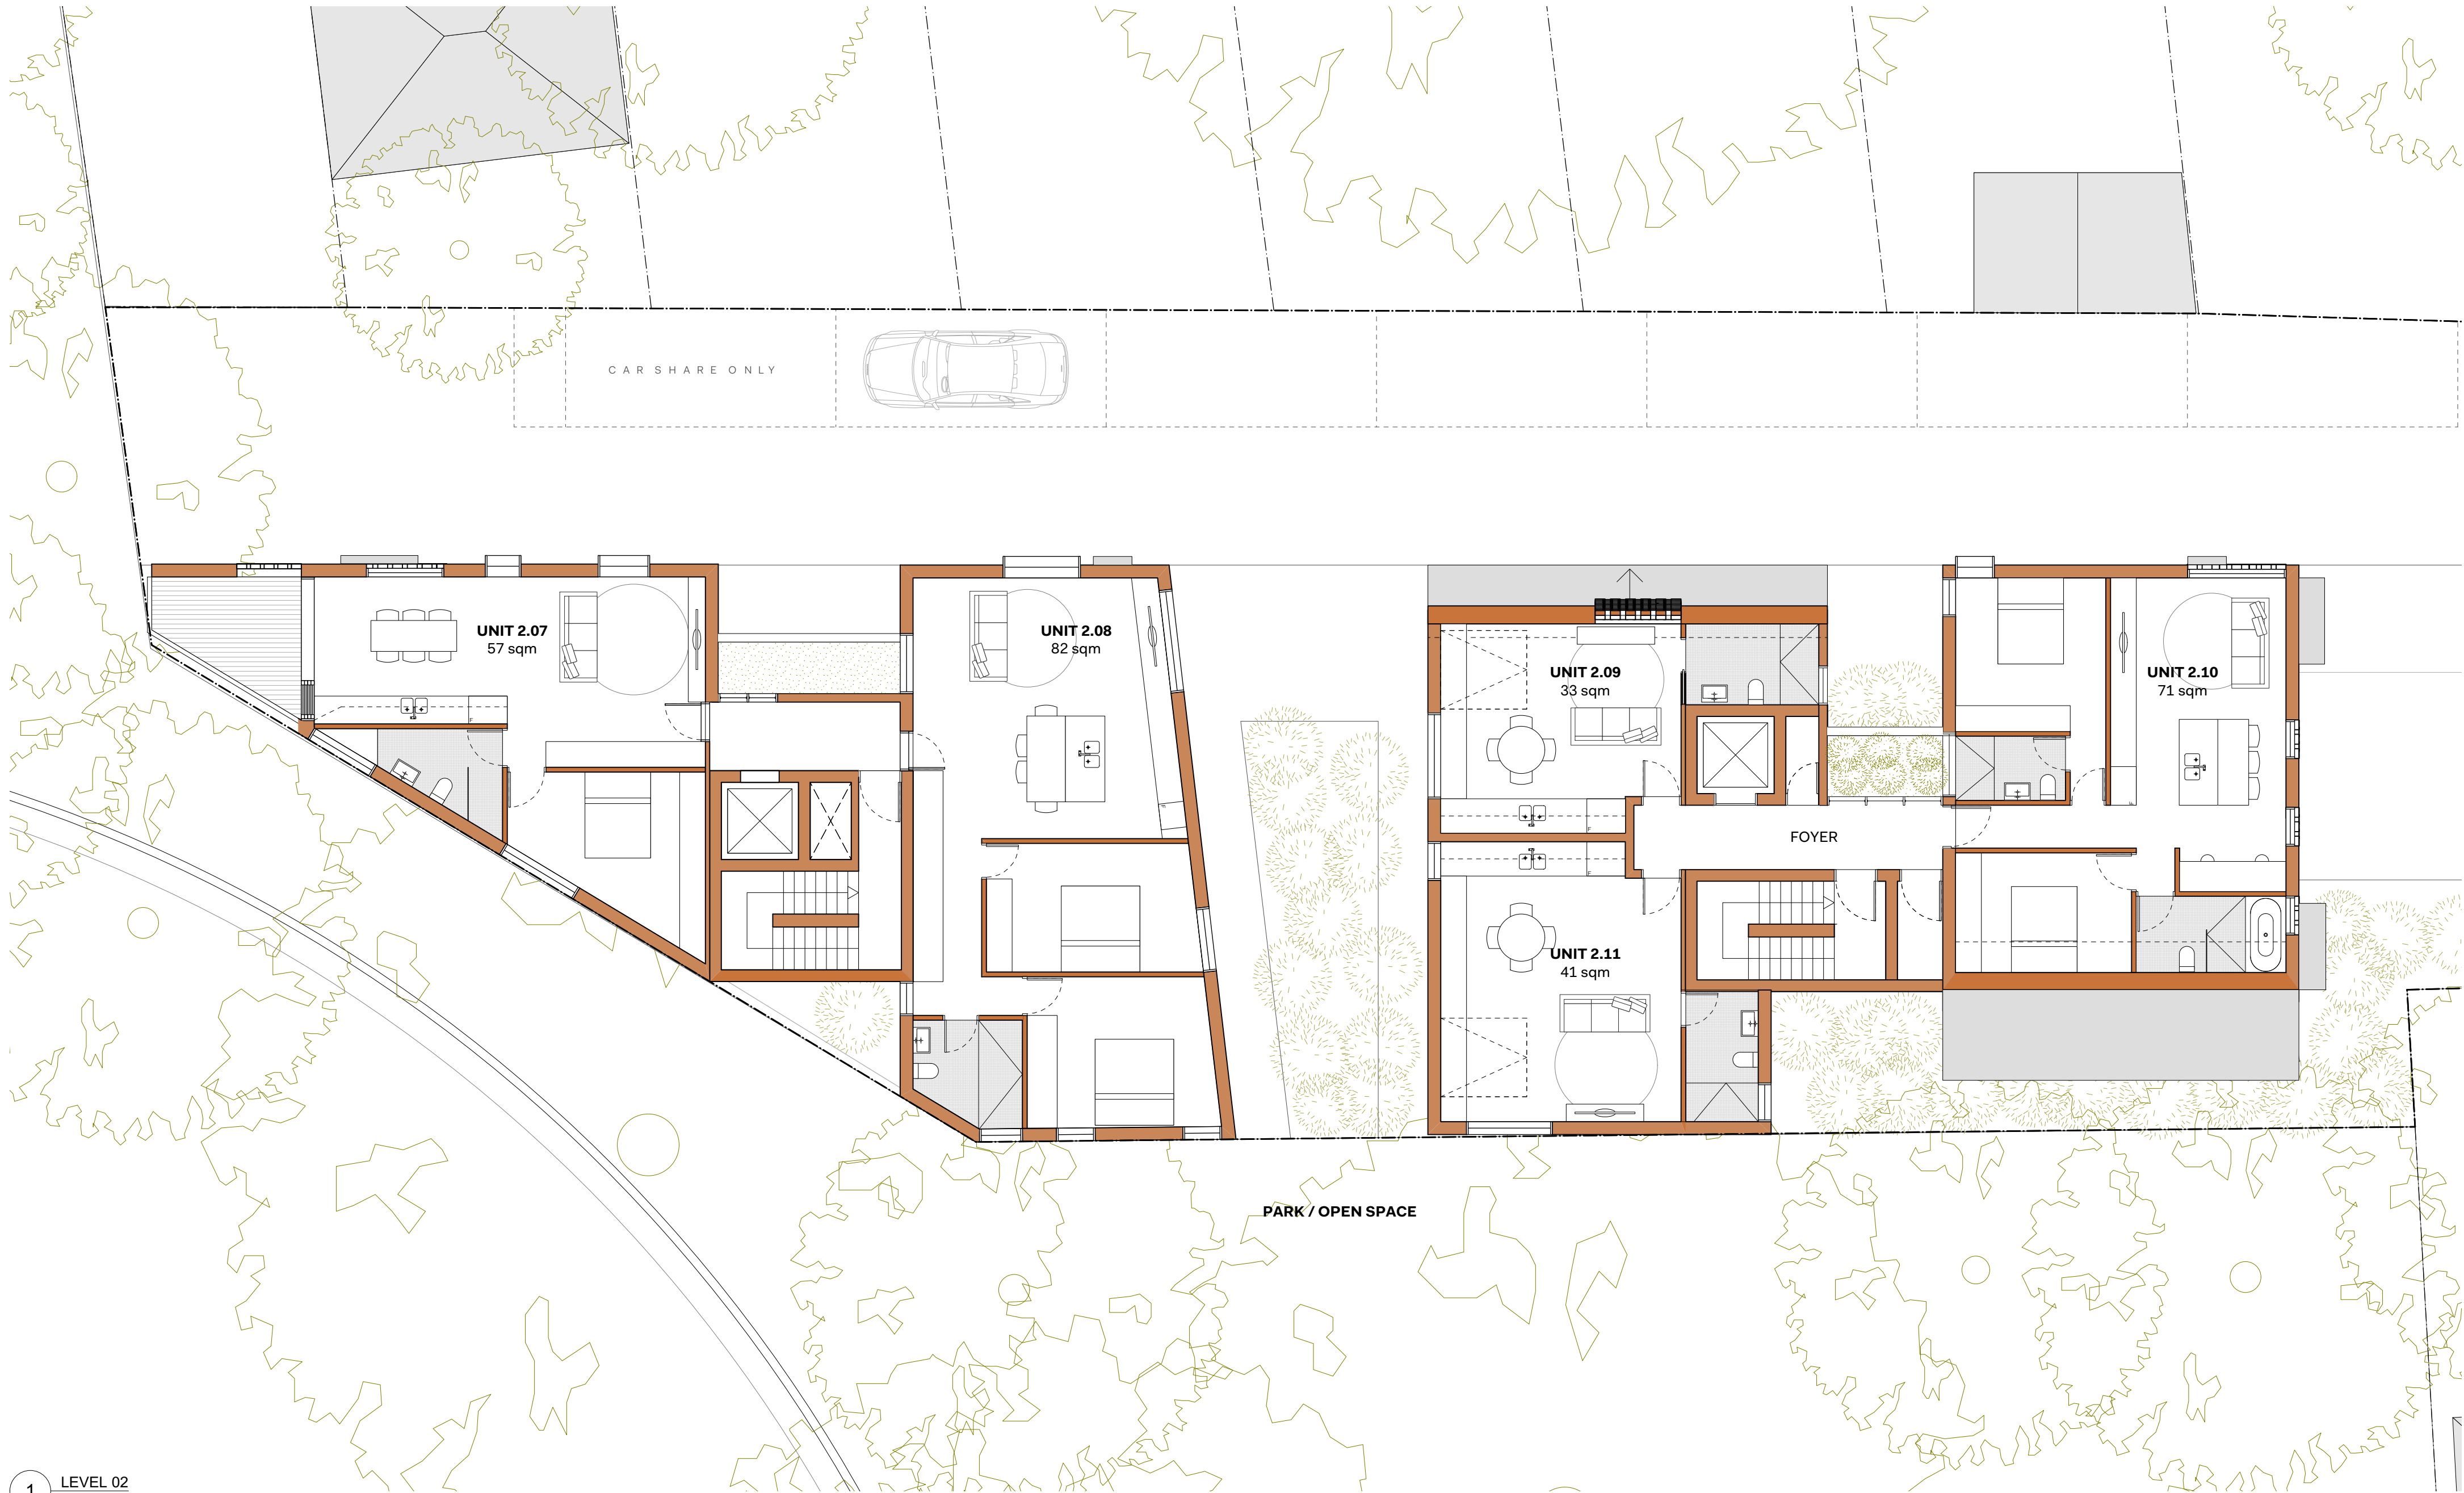 CAR SHARE ONLY
UNIT 2.07
57 sqm
UNIT 2.08
82 sqm
UNIT 2.09
33 sqm
UNIT 2.10
71 sqm
FOYER
UNIT 2.11
41 sqm
PARK / OPEN SPACE
1
LEVEL 02